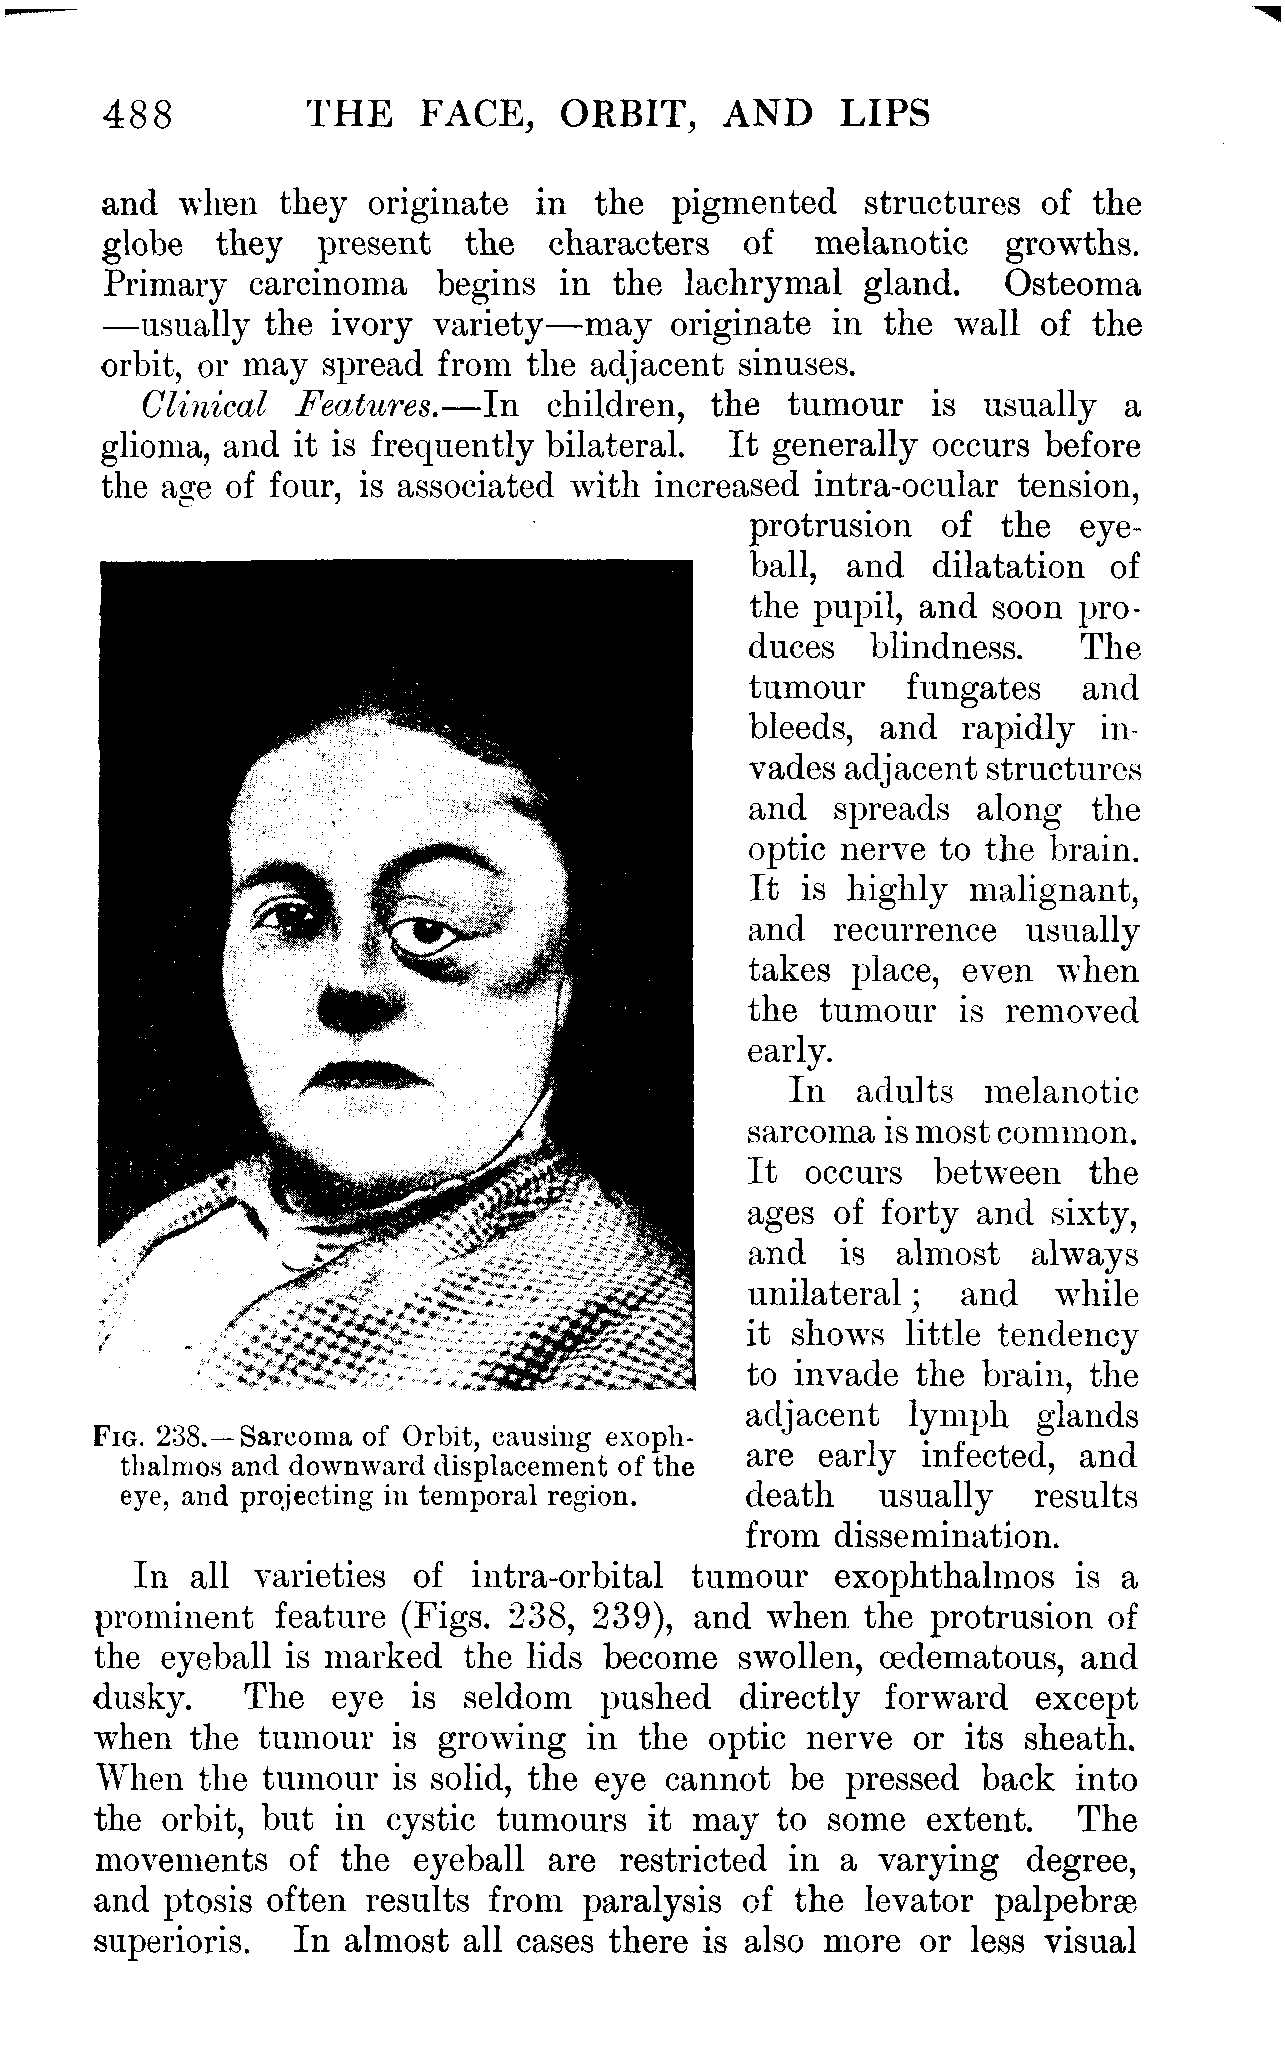 488 THE FACE, ORBIT, AND LIPS
and when they originate in the pigmented structures of the
globe they present the characters of melanotic growths.
Primary carcinoma begins in the lachrymal gland. Osteoma
—usually the ivory variety—may originate in the wall of the
orbit, or may spread from the adjacent sinuses.
Clinical Features.—In children, the tumour is usually a
glioma, and it is frequently bilateral. It generally occurs before
the age of four, is associated with increased intra-ocular tension,
protrusion of the eye-
ball, and dilatation of
the pupil, and soon pro-
duces blindness. The
tumour fungates and
bleeds, and rapidly in-
vades adjacent structures
and spreads along the
optic nerve to the brain.
It is highly malignant,
and recurrence usually
takes place, even when
the tumour is removed
early.
In adults melanotic
sarcoma is most common.
It occurs between the
ages of forty and sixty,
and is almost always
unilateral; and while
it shows little tendency
to invade the brain, the
adjacent lymph glands
are early infected, and
death usually results
from dissemination.
FIG. 238.—Sarcoma of Orbit, causing exoph-
thalmos and downward displacement of the
eye, and projecting in temporal region.
In all varieties of intra-orbital tumour exophthalmos is a
prominent feature (Figs. 238, 239), and when the protrusion of
the eyeball is marked the lids become swollen, œdematous, and
dusky. The eye is seldom pushed directly forward except
when the tumour is growing in the optic nerve or its sheath.
When the tumour is solid, the eye cannot be pressed back into
the orbit, but in cystic tumours it may to some extent. The
movements of the eyeball are restricted in a varying degree,
and ptosis often results from paralysis of the levator palpebræ
superioris. In almost all cases there is also more or less visual